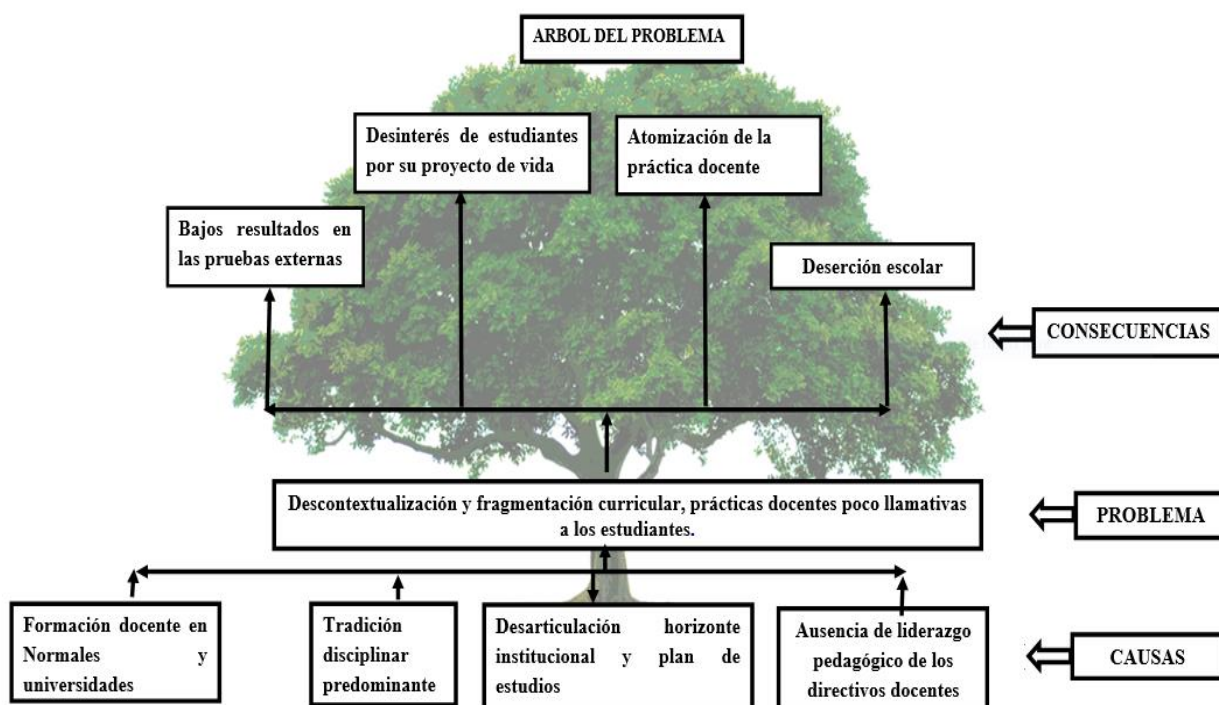 ARBOL DEL PROBLEMA
Desinterés de estudiantes
por su proyecto de vida
Atomización de la
práctica docente
Bajos resultados en
las pruebas externas
Deserción escolar
CONSECUENCIAS
Descontextualización y fragmentación curricular, prácticas docentes poco llamativas
a los estudiantes.
PROBLEMA
Formación docente en
Normales y
universidades
Tradición
disciplinar
predominante
Desarticulación horizonte
institucional y plan de
estudios
Ausencia de liderazgo
pedagógico de los
directivos docentes
CAUSAS